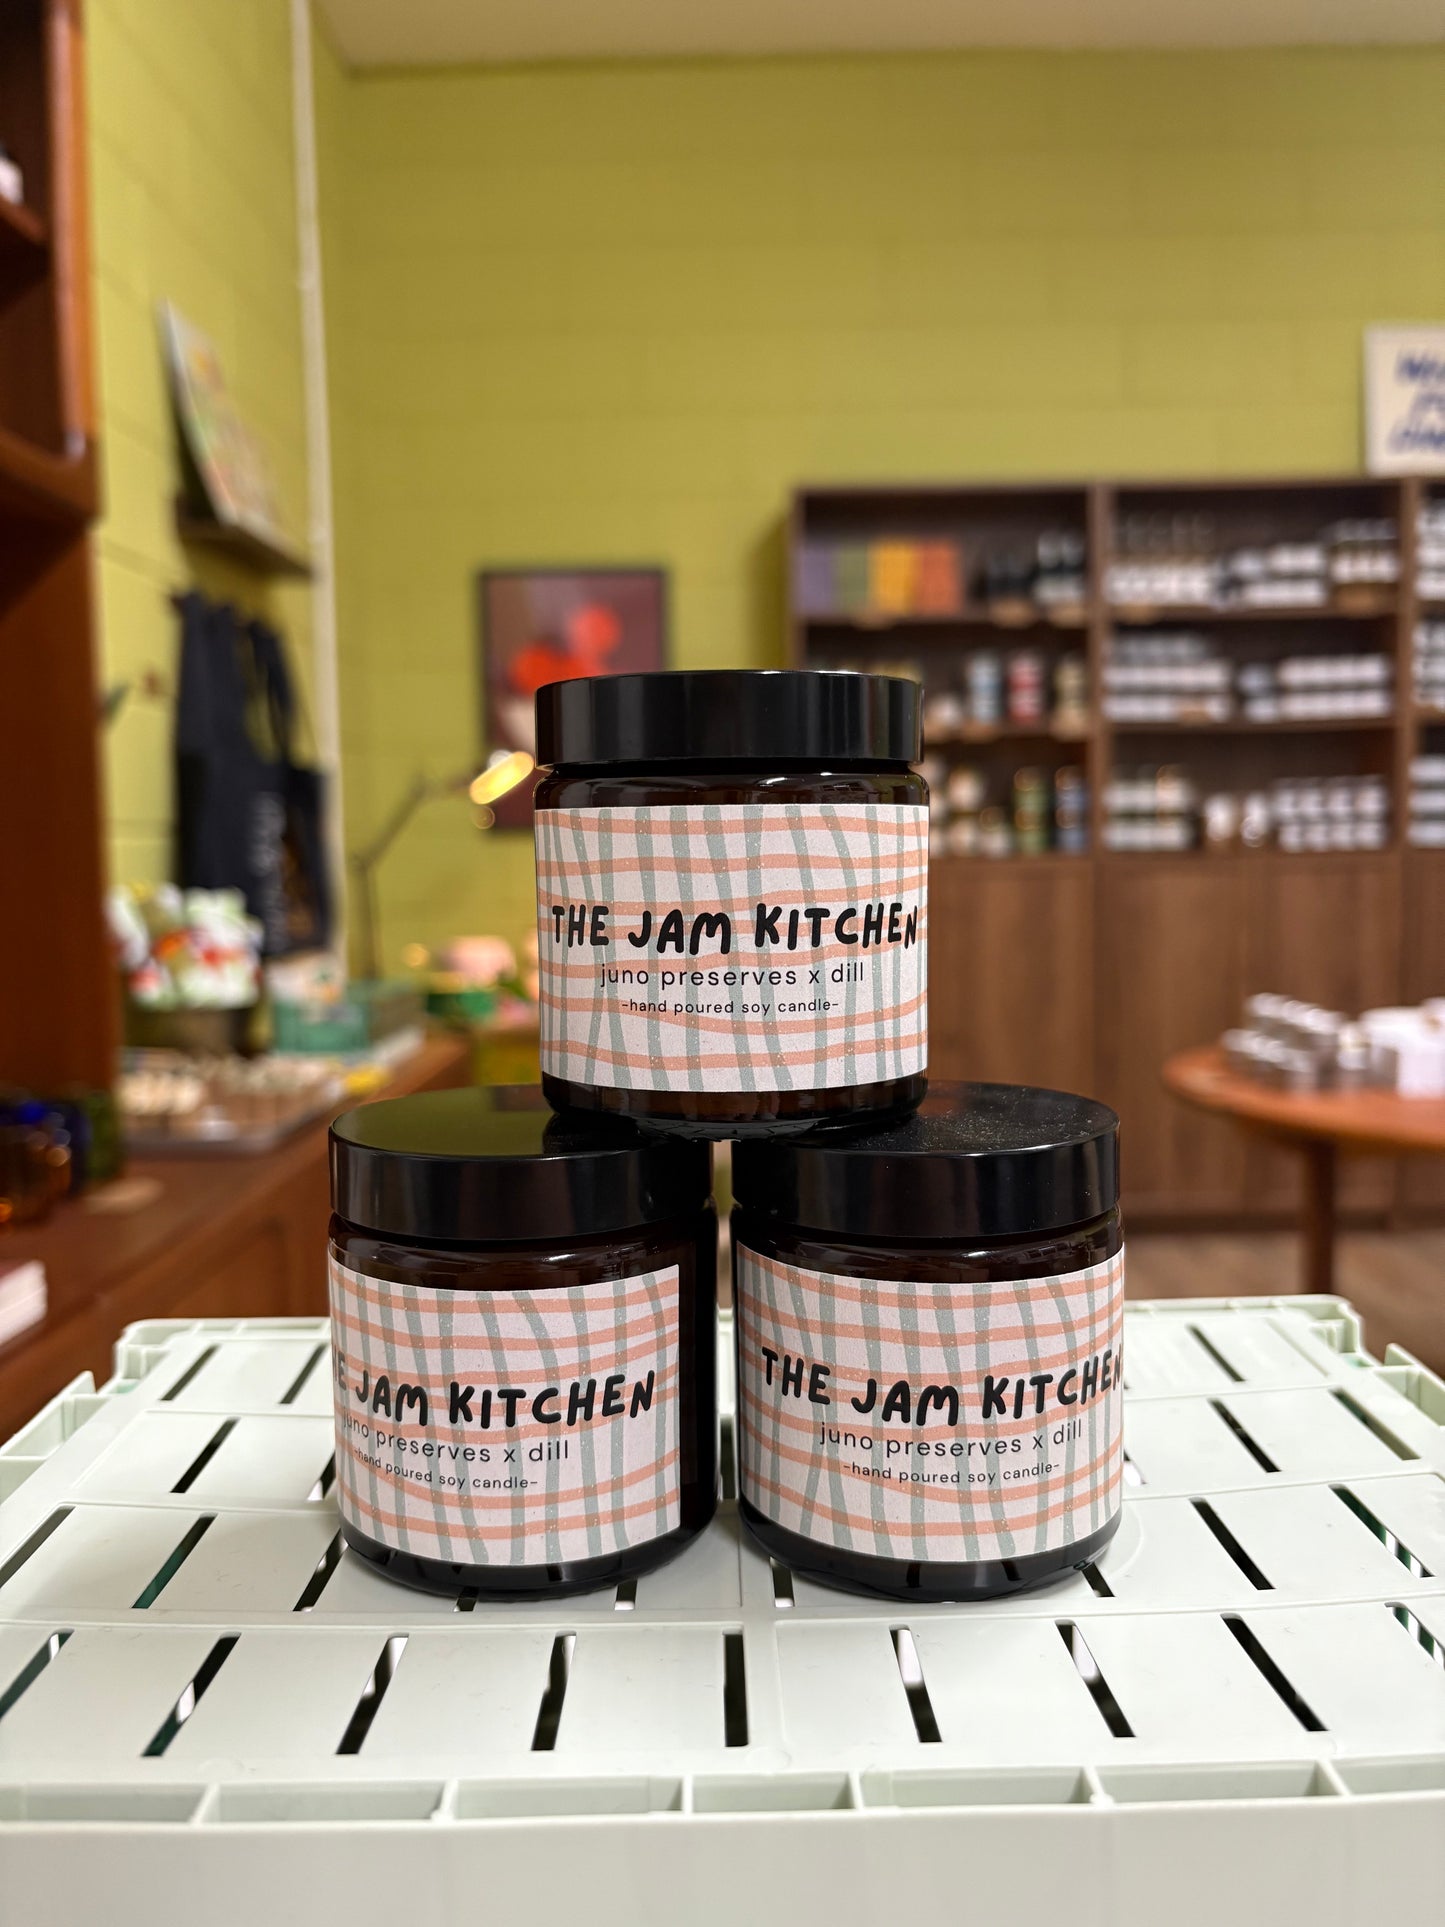 THE JAM KITCHEN
juno preserves x dill
-hand poured soy candle-
JAM KITCHEN
juno preserves x dill
-hand poured soy candle-
THE JAM KITCHEN
juno preserves x dill
-hand poured soy candle-